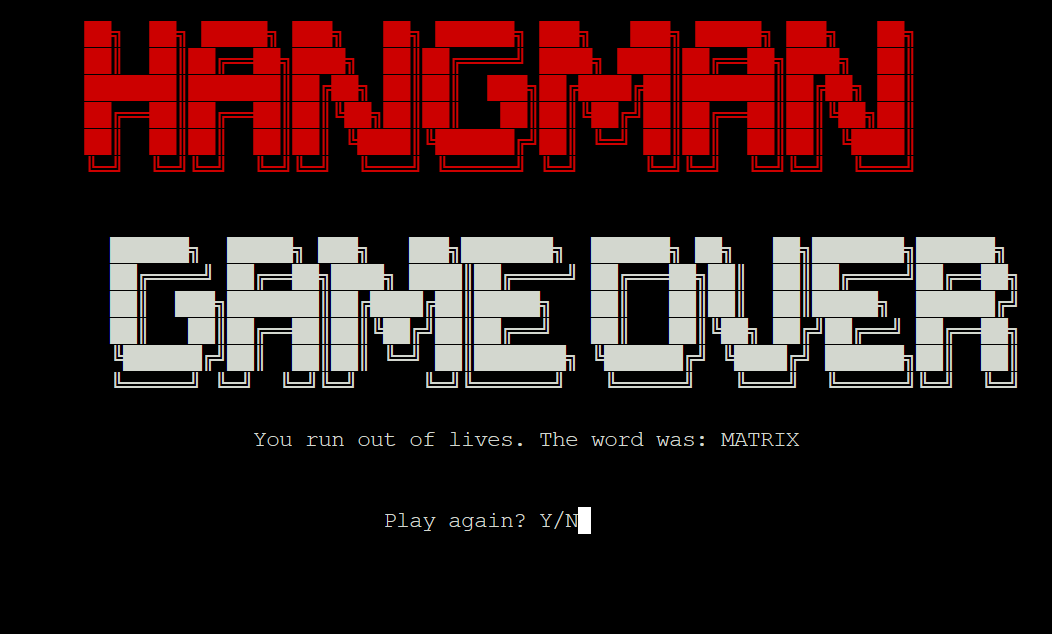 HANGMAN
GAME OVER
You run out of lives. The word was: MATRIX
Play again? Y/N